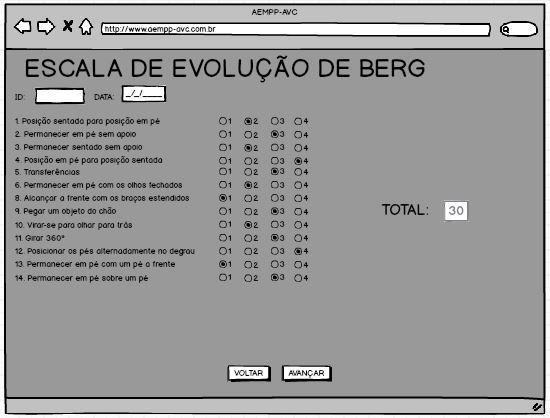 AEMPP-AVC
http://www.aempp-avc.com.br
ESCALA DE EVOLUÇÃO DE BERG
ID: DATA: _/_/____
1. Posição sentada para posição em pé 1 2 3 4
2. Permanecer em pé sem apoio 1 2 3 4
3. Permanecer sentado sem apoio 1 2 3 4
4. Posição em pé para posição sentada 1 2 3 4
5. Transferências 1 2 3 4
6. Permanecer em pé com os olhos fechados 1 2 3 4
8. Alcançar a frente com os braços estendidos 1 2 3 4
9. Pegar um objeto do chão 1 2 3 4
10. Virar-se para olhar para trás 1 2 3 4
11. Girar 360° 1 2 3 4
12. Posicionar os pés alternadamente no degrau 1 2 3 4
13. Permanecer em pé com um pé a frente 1 2 3 4
14. Permanecer em pé sobre um pé 1 2 3 4
TOTAL: 30
VOLTAR AVANÇAR